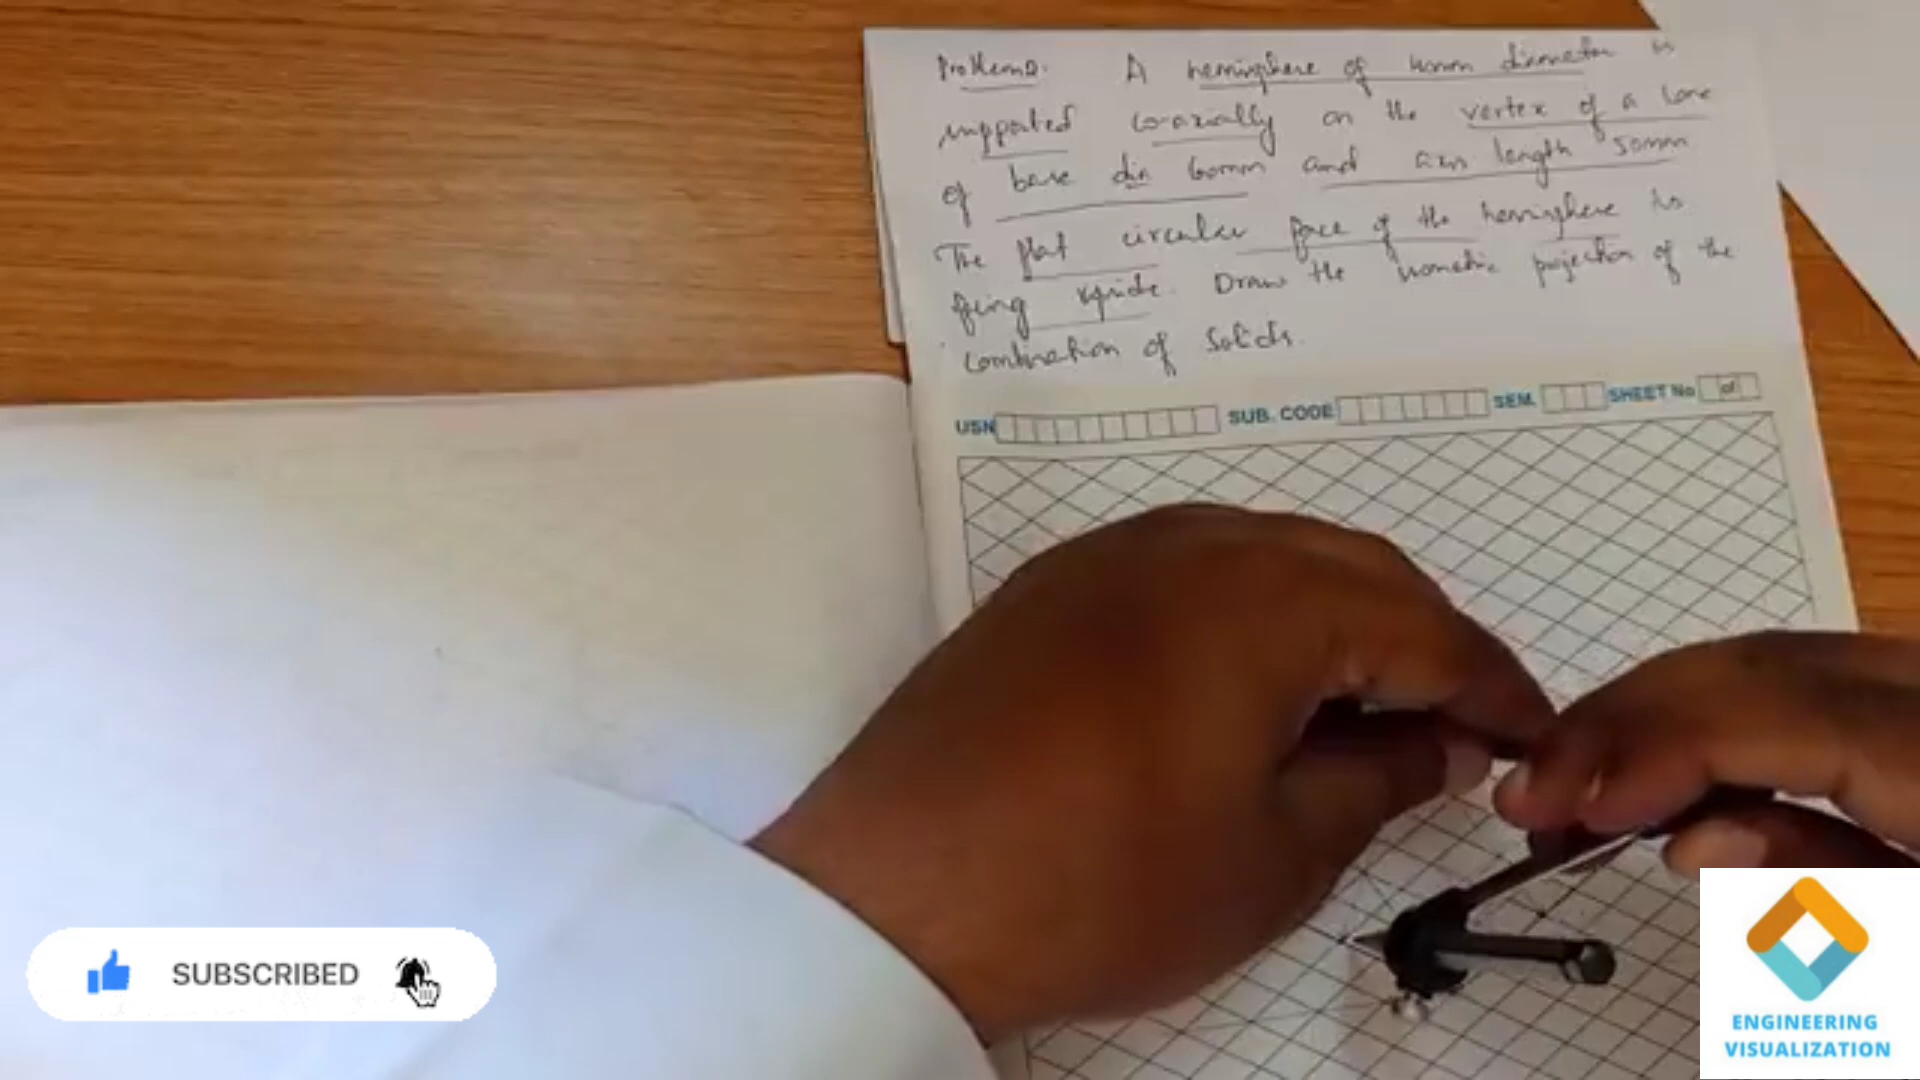 Problem 2. A hemisphere of 40mm diameter is
supported co-axially on the vertex of a cone
of base dia 60mm and axis length 50mm
The flat circular face of the hemisphere is
facing upside. Draw the isometric projection of the
combination of Solids.
USN SUB. CODE SEM. SHEET No of
SUBSCRIBED
ENGINEERING
VISUALIZATION